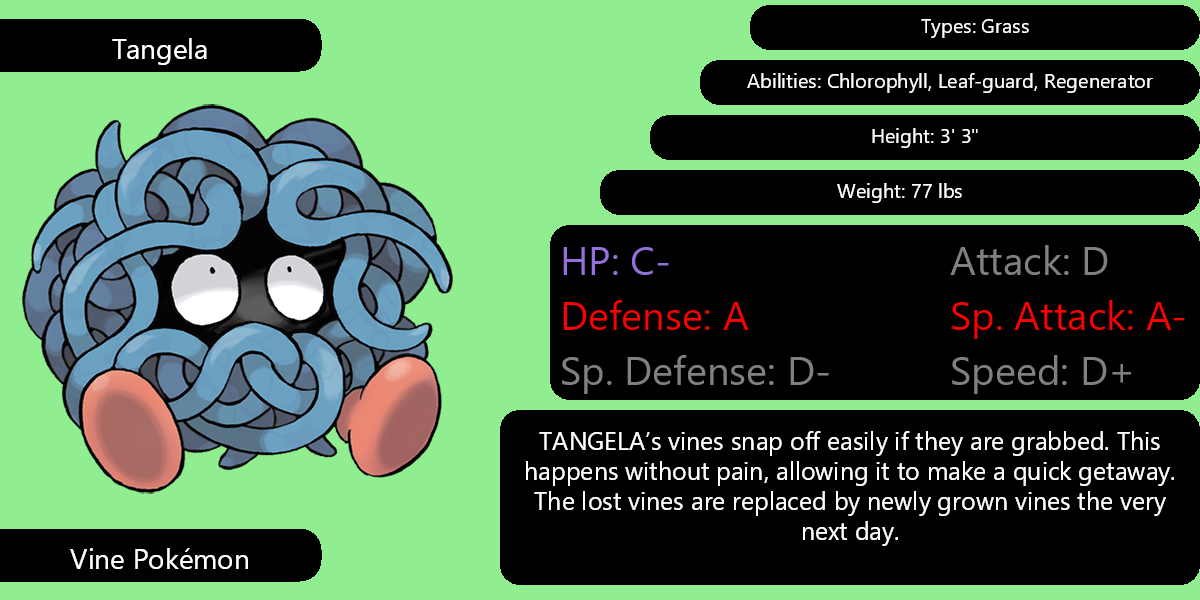 Tangela
Types: Grass
Abilities: Chlorophyll, Leaf-guard, Regenerator
Height: 3' 3"
Weight: 77 lbs
HP: C-
Attack: D
Defense: A
Sp. Attack: A-
Sp. Defense: D-
Speed: D+
TANGELA’s vines snap off easily if they are grabbed. This
happens without pain, allowing it to make a quick getaway.
The lost vines are replaced by newly grown vines the very
next day.
Vine Pokémon